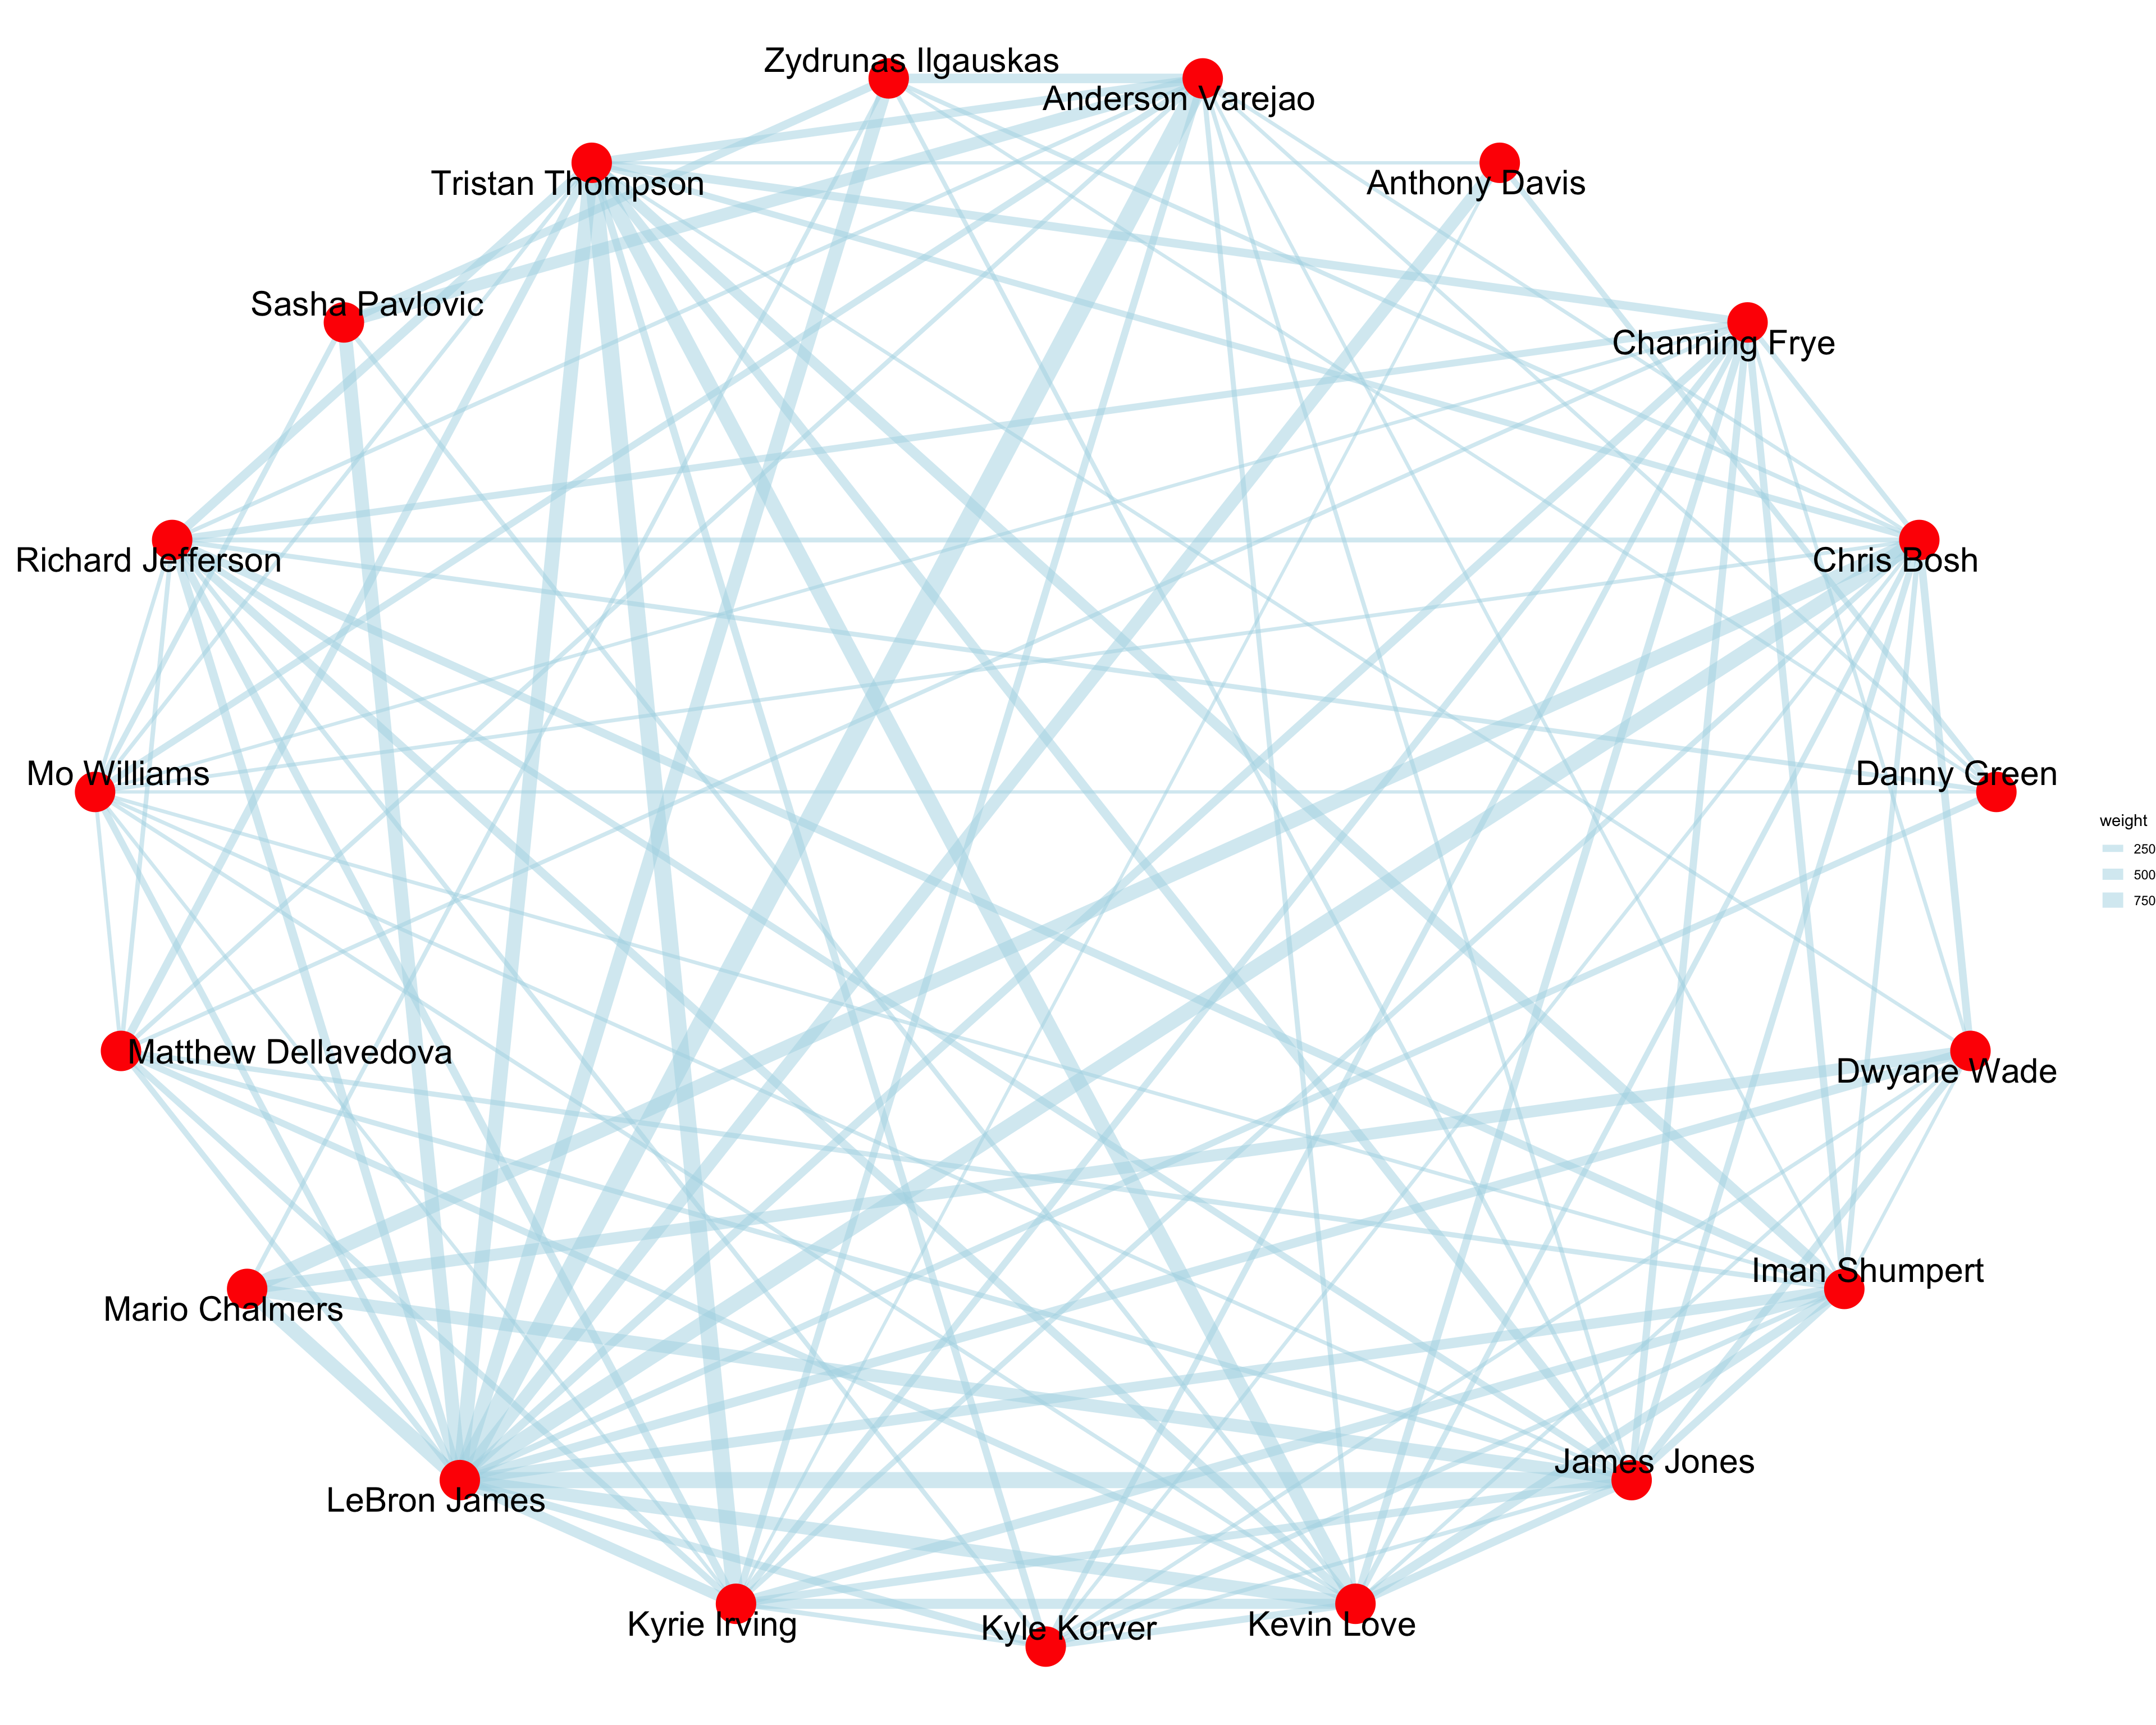 Zydrunas Ilgauskas
Anderson Varejao
Tristan Thompson
Anthony Davis
Sasha Pavlovic
Channing Frye
Richard Jefferson
Chris Bosh
Mo Williams
Danny Green
weight
250
500
750
Matthew Dellavedova
Dwyane Wade
Iman Shumpert
Mario Chalmers
James Jones
LeBron James
Kyrie Irving
Kyle Korver
Kevin Love